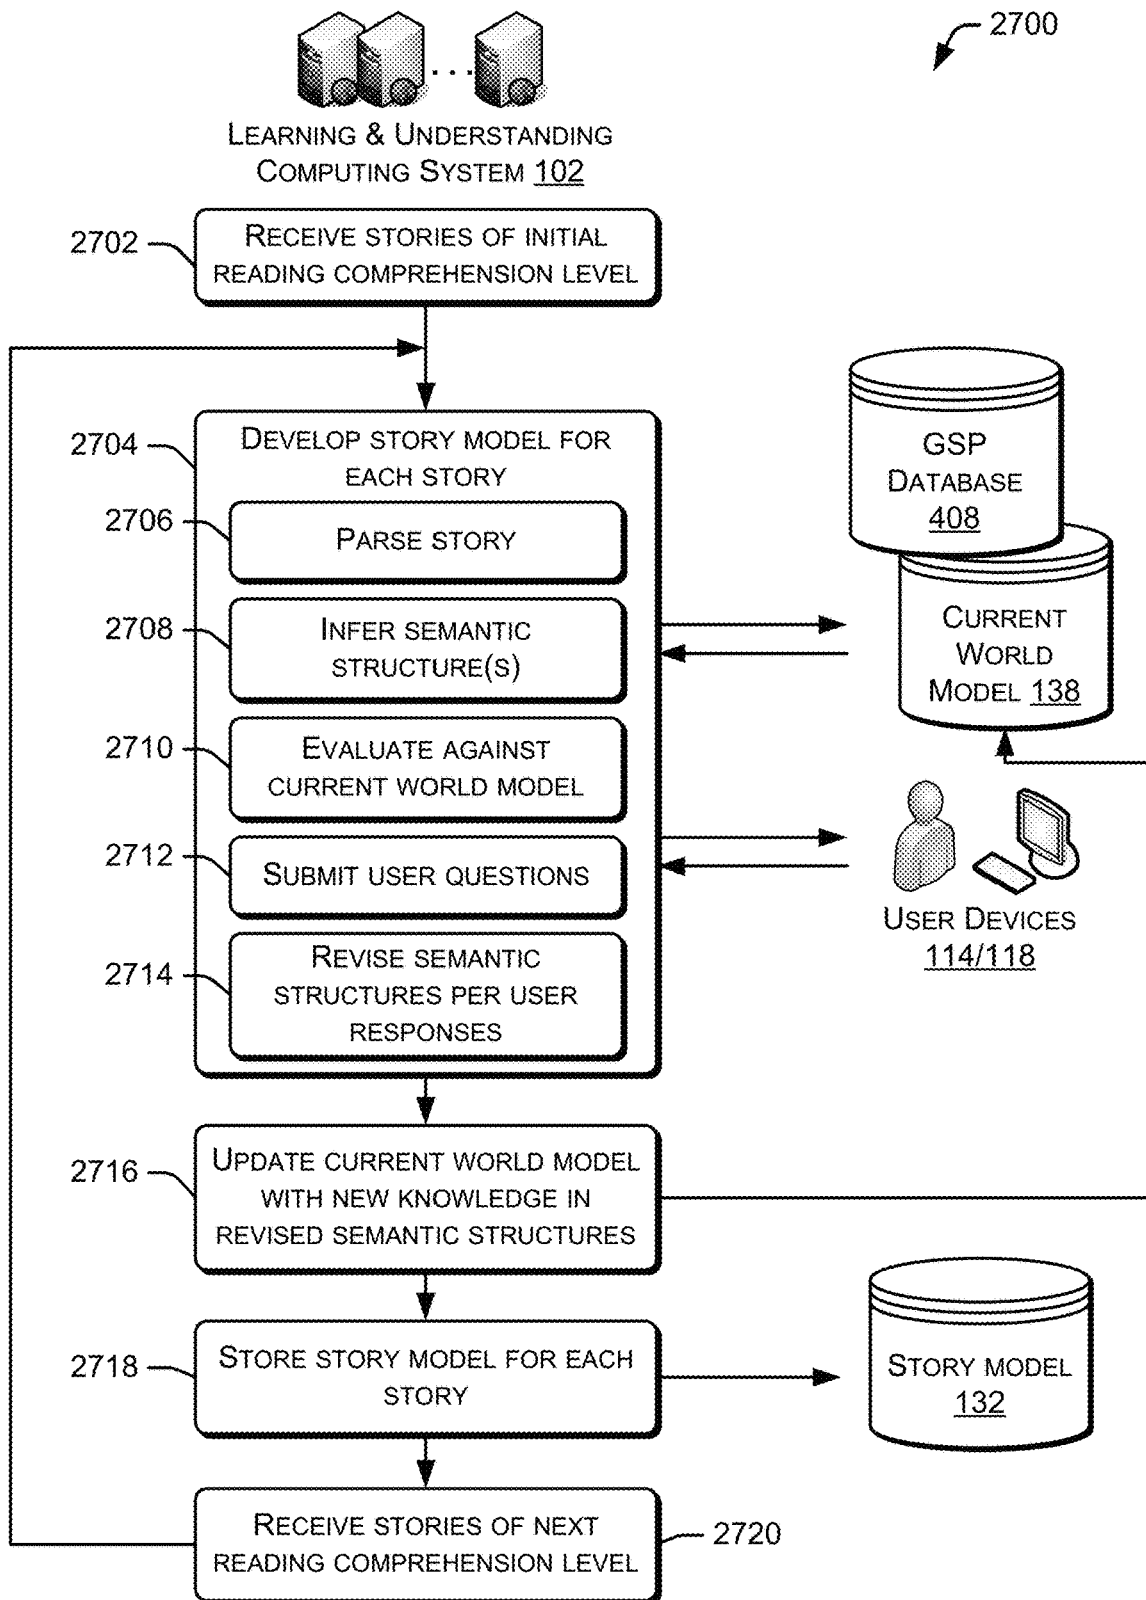 2700
LEARNING & UNDERSTANDING
COMPUTING SYSTEM 102
2702
RECEIVE STORIES OF INITIAL
READING COMPREHENSION LEVEL
2704
DEVELOP STORY MODEL FOR
EACH STORY
2706
PARSE STORY
2708
INFER SEMANTIC
STRUCTURE(S)
2710
EVALUATE AGAINST
CURRENT WORLD MODEL
2712
SUBMIT USER QUESTIONS
2714
REVISE SEMANTIC
STRUCTURES PER USER
RESPONSES
GSP
DATABASE
408
CURRENT
WORLD
MODEL 138
USER DEVICES
114/118
2716
UPDATE CURRENT WORLD MODEL
WITH NEW KNOWLEDGE IN
REVISED SEMANTIC STRUCTURES
2718
STORE STORY MODEL FOR EACH
STORY
STORY MODEL
132
RECEIVE STORIES OF NEXT
READING COMPREHENSION LEVEL
2720